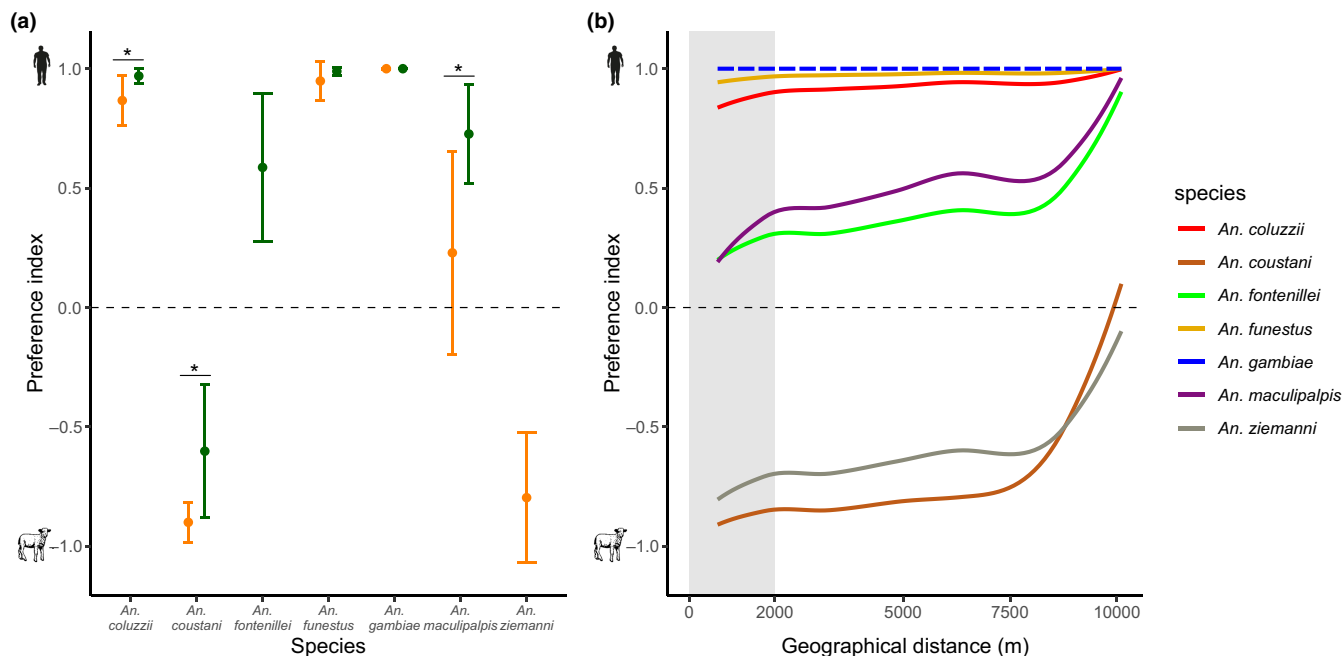 (a)
Preference index
1.0
0.5
0.0
−0.5
−1.0
*
*
*
An. coluzzii
An. coustani
An. fontenillei
An. funestus
An. gambiae
An. maculipalpis
An. ziemanni
Species
(b)
Preference index
1.0
0.5
0.0
−0.5
−1.0
0
2000
5000
7500
10000
Geographical distance (m)
species
An. coluzzii
An. coustani
An. fontenillei
An. funestus
An. gambiae
An. maculipalpis
An. ziemanni